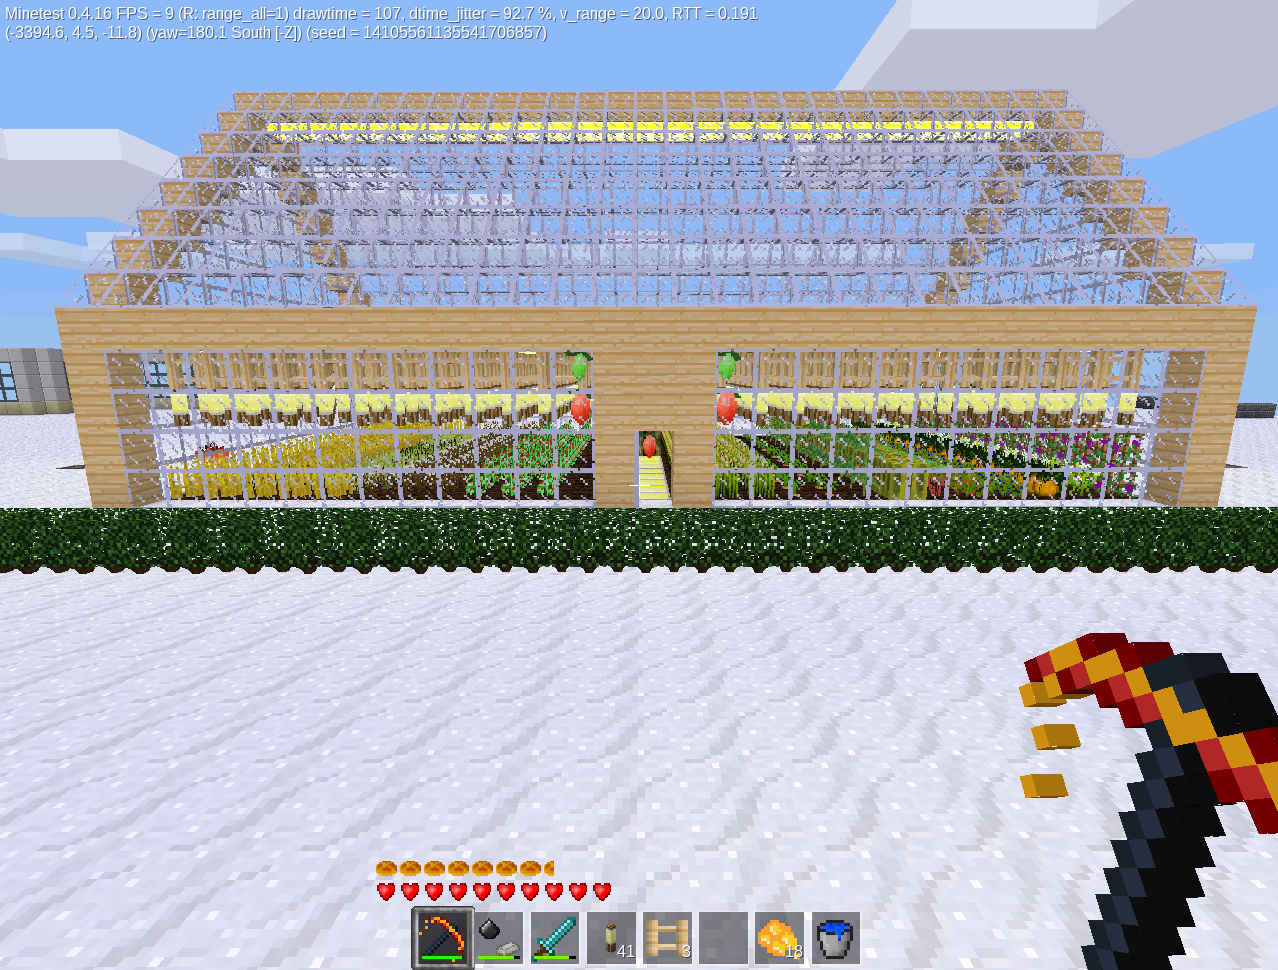 Minetest 0.4.16 FPS = 9 (R: range_all=1) drawtime = 107, dtime_jitter = 92.7 %, v_range = 20.0, RTT = 0.191
(-3394.6, 4.5, -11.8) (yaw=180.1 South [-Z]) (seed = 14105561135541706857)
41 3 18